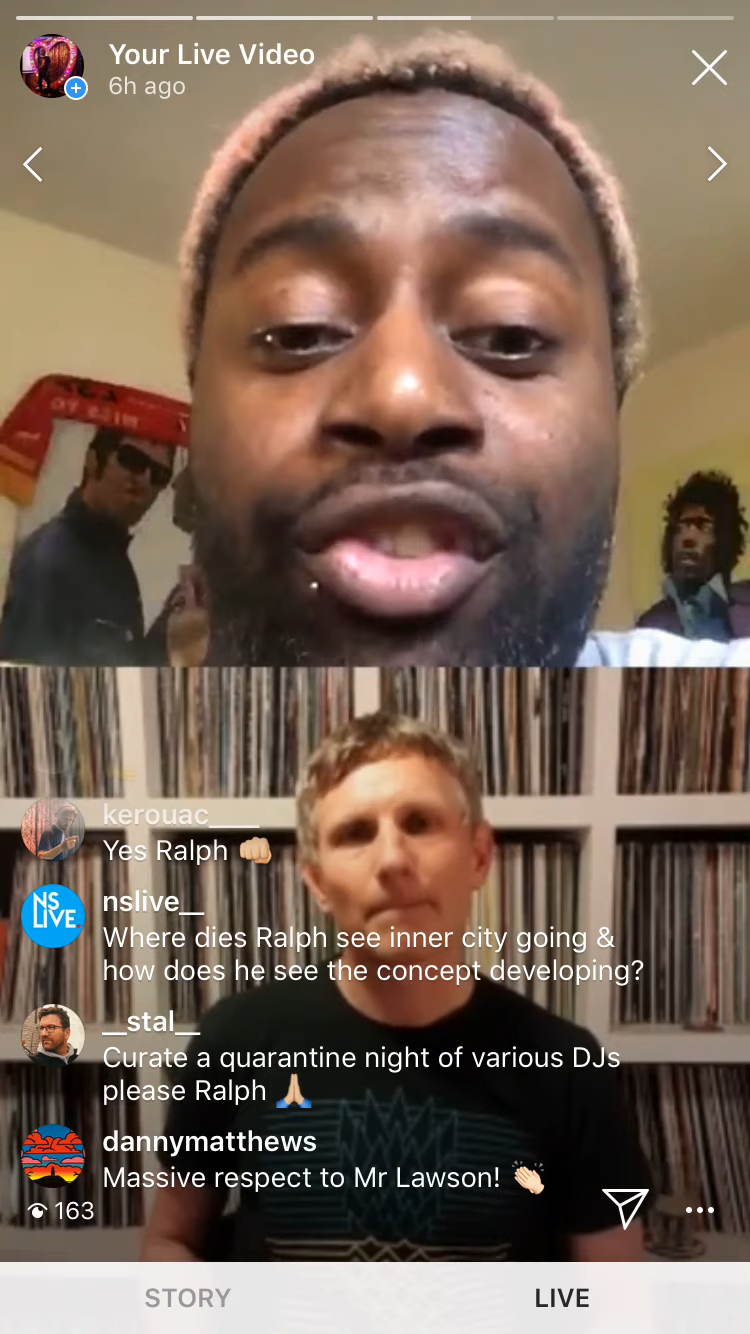 Your Live Video
6h ago
kerouac____
Yes Ralph 👊🏼
NS
LIVE.
nslive__
Where dies Ralph see inner city going &
how does he see the concept developing?
__stal__
Curate a quarantine night of various DJs
please Ralph 🙏🏼
dannymatthews
Massive respect to Mr Lawson! 👏🏻
163
STORY
LIVE